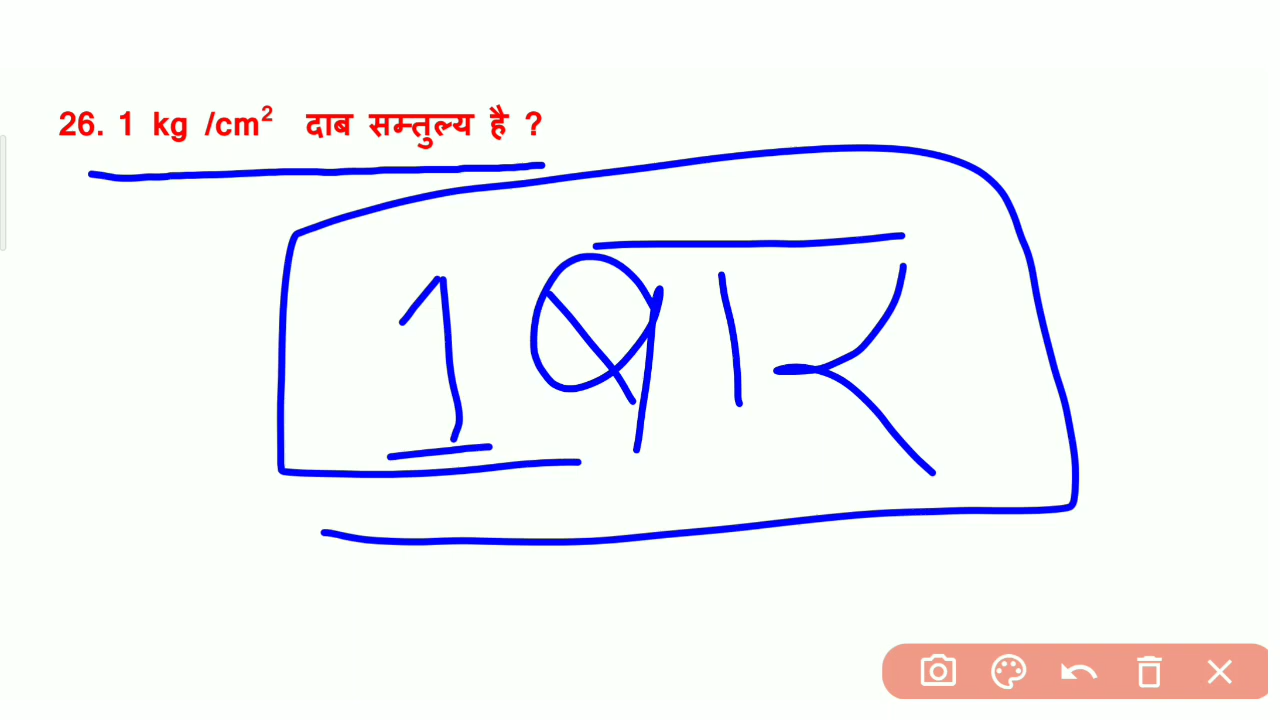 26. 1 kg /cm² दाब सम्तुल्य है ?
1 बार